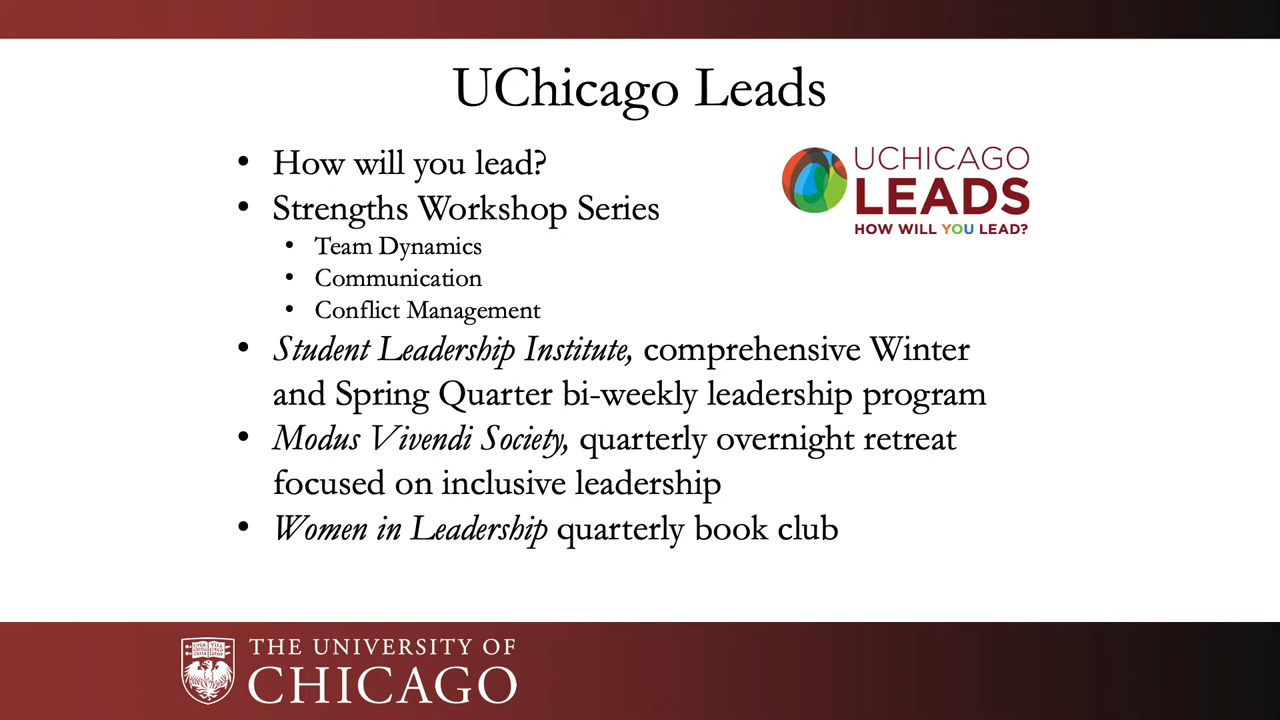 UChicago Leads
• How will you lead?
• Strengths Workshop Series
• Team Dynamics
• Communication
• Conflict Management
• Student Leadership Institute, comprehensive Winter
and Spring Quarter bi-weekly leadership program
• Modus Vivendi Society, quarterly overnight retreat
focused on inclusive leadership
• Women in Leadership quarterly book club
UCHICAGO
LEADS
HOW WILL YOU LEAD?
THE UNIVERSITY OF
CHICAGO